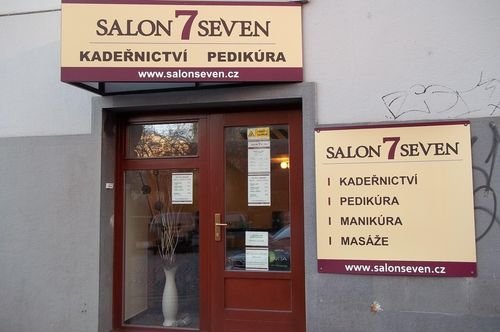 SALON 7 SEVEN
KADEŘNICTVÍ PEDIKÚRA
www.salonseven.cz
SALON 7 SEVEN
KADEŘNICTVÍ
PEDIKÚRA
MANIKÚRA
MASÁŽE
www.salonseven.cz